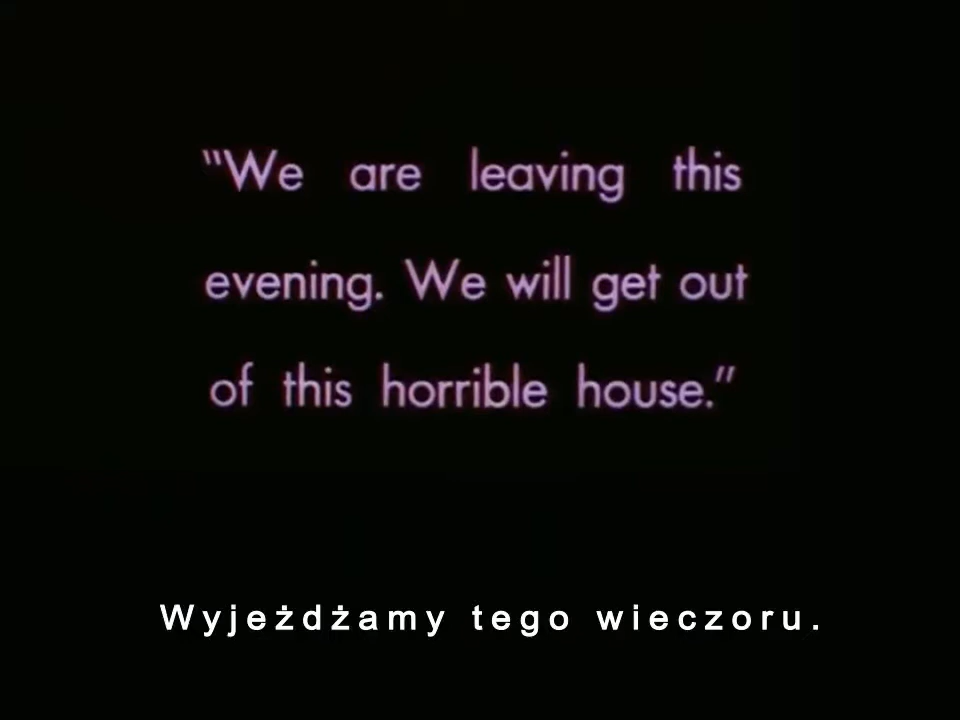 “We are leaving this
evening. We will get out
of this horrible house.”
Wyjeżdżamy tego wieczoru.